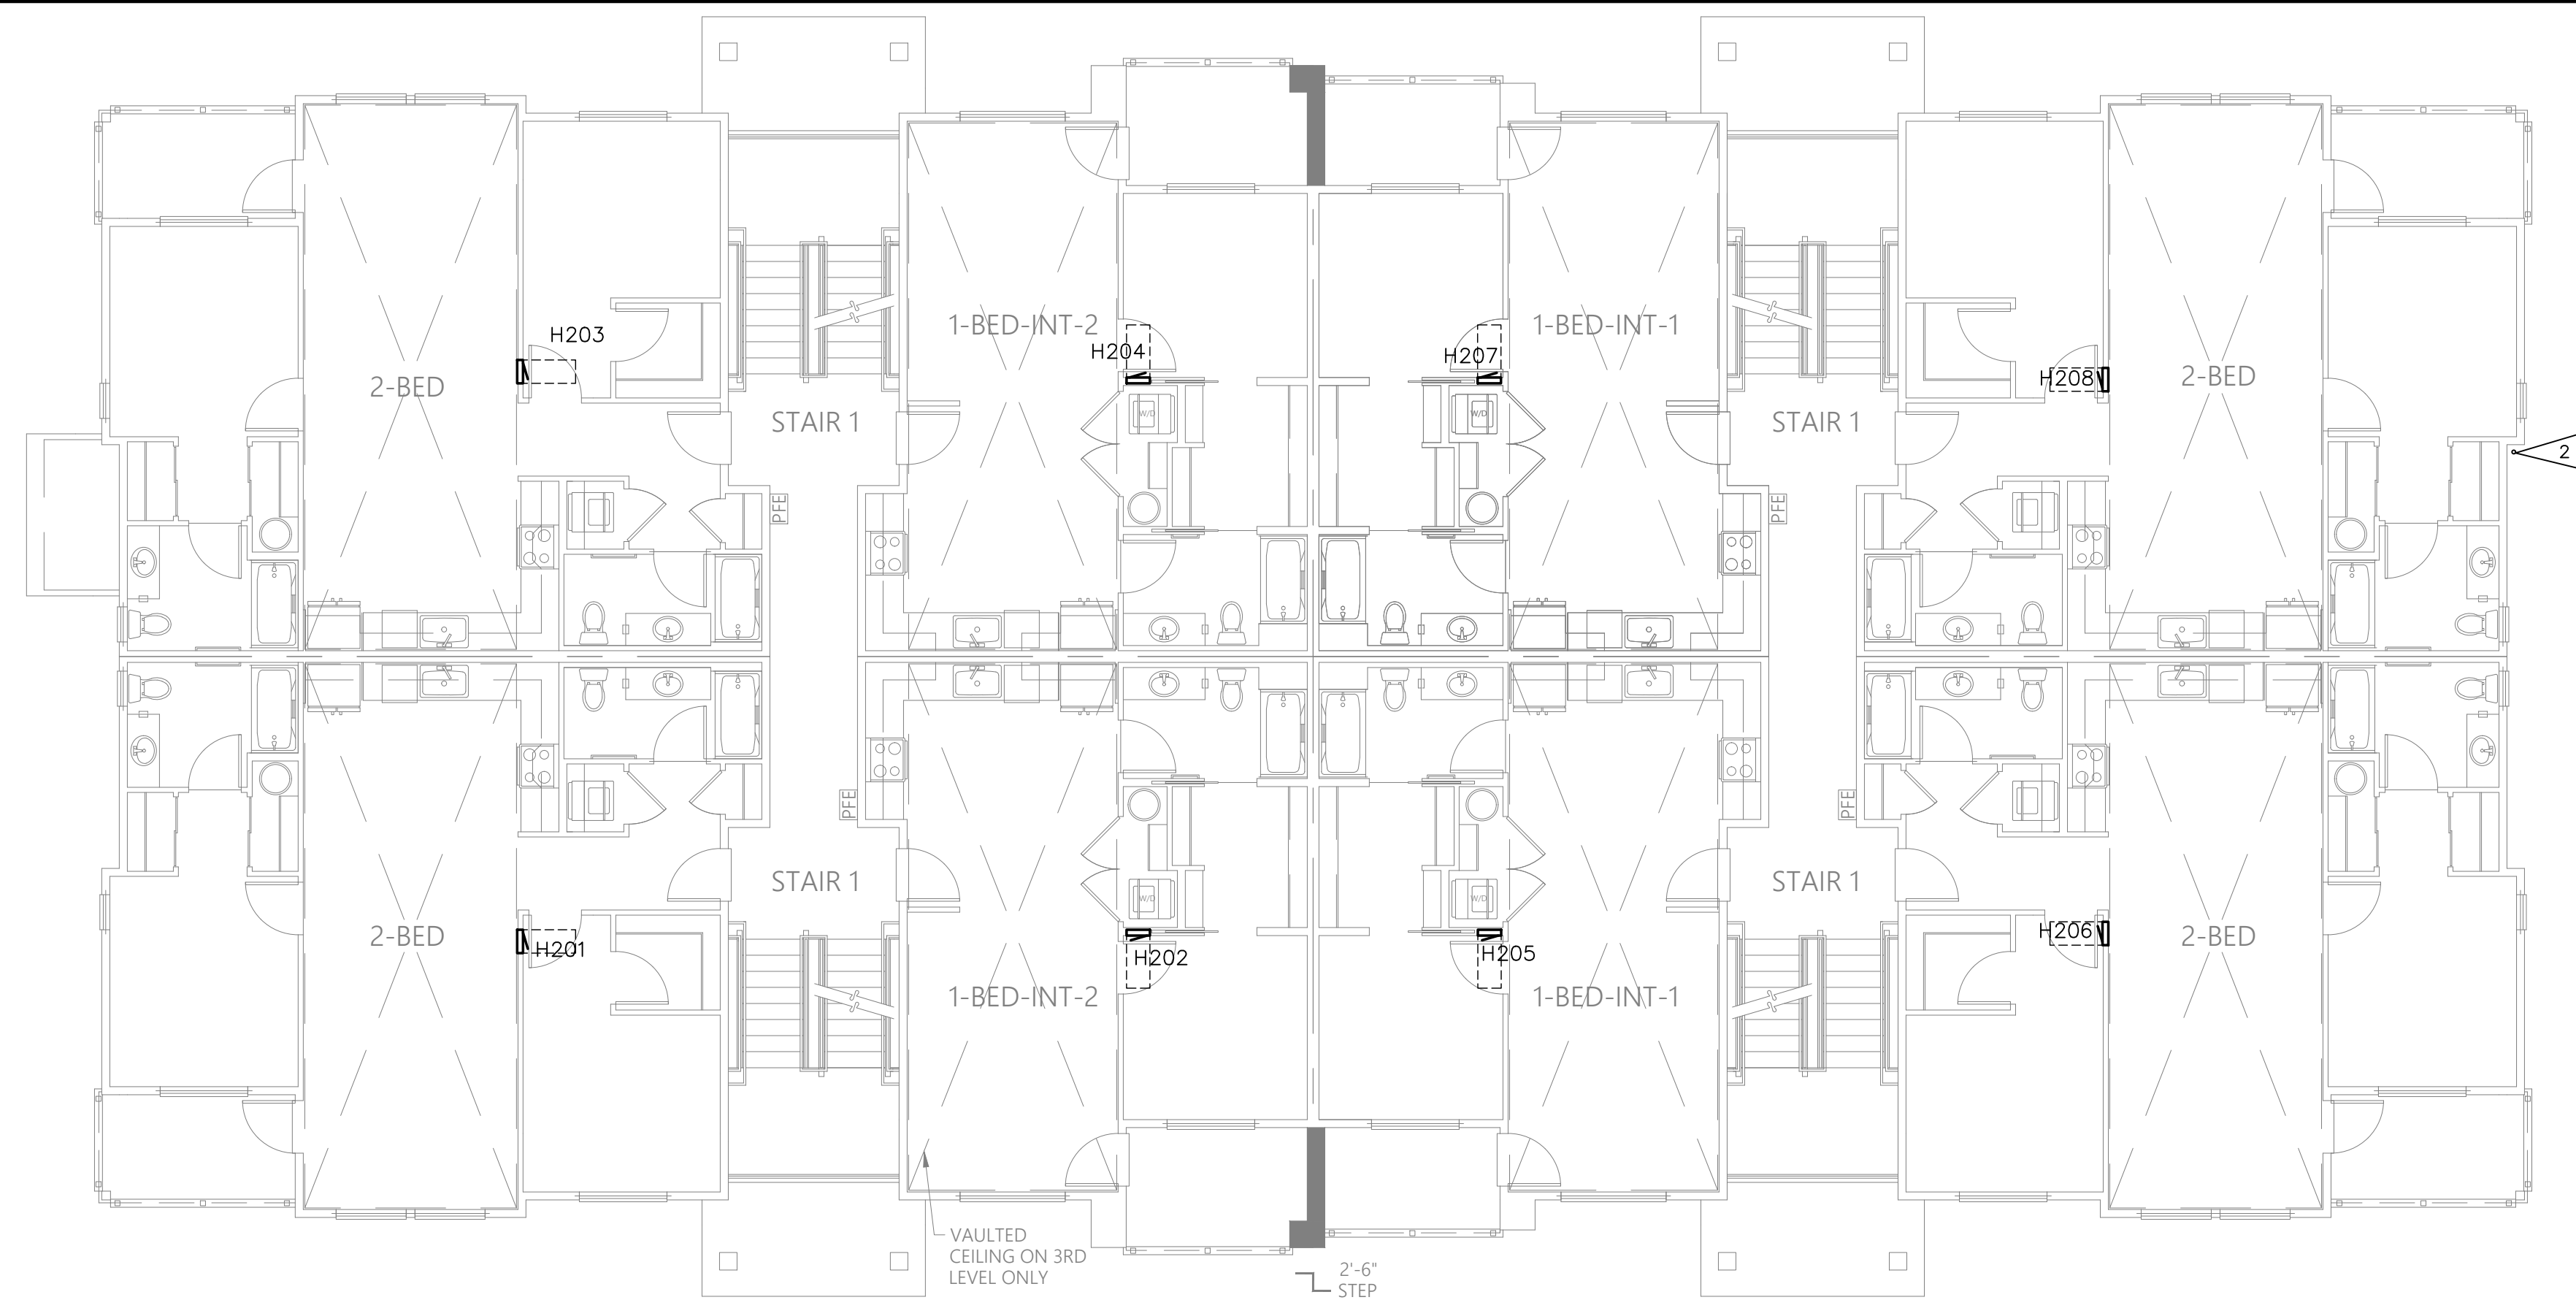 H203
1-BED-INT-2
H204
H207
1-BED-INT-1
2-BED
H208
2-BED
STAIR 1
W/D
W/D
STAIR 1
2
PFE
PFE
PFE
PFE
STAIR 1
W/D
W/D
STAIR 1
2-BED
H201
H202
H205
H206
2-BED
1-BED-INT-2
1-BED-INT-1
VAULTED
CEILING ON 3RD
LEVEL ONLY
2'-6"
STEP